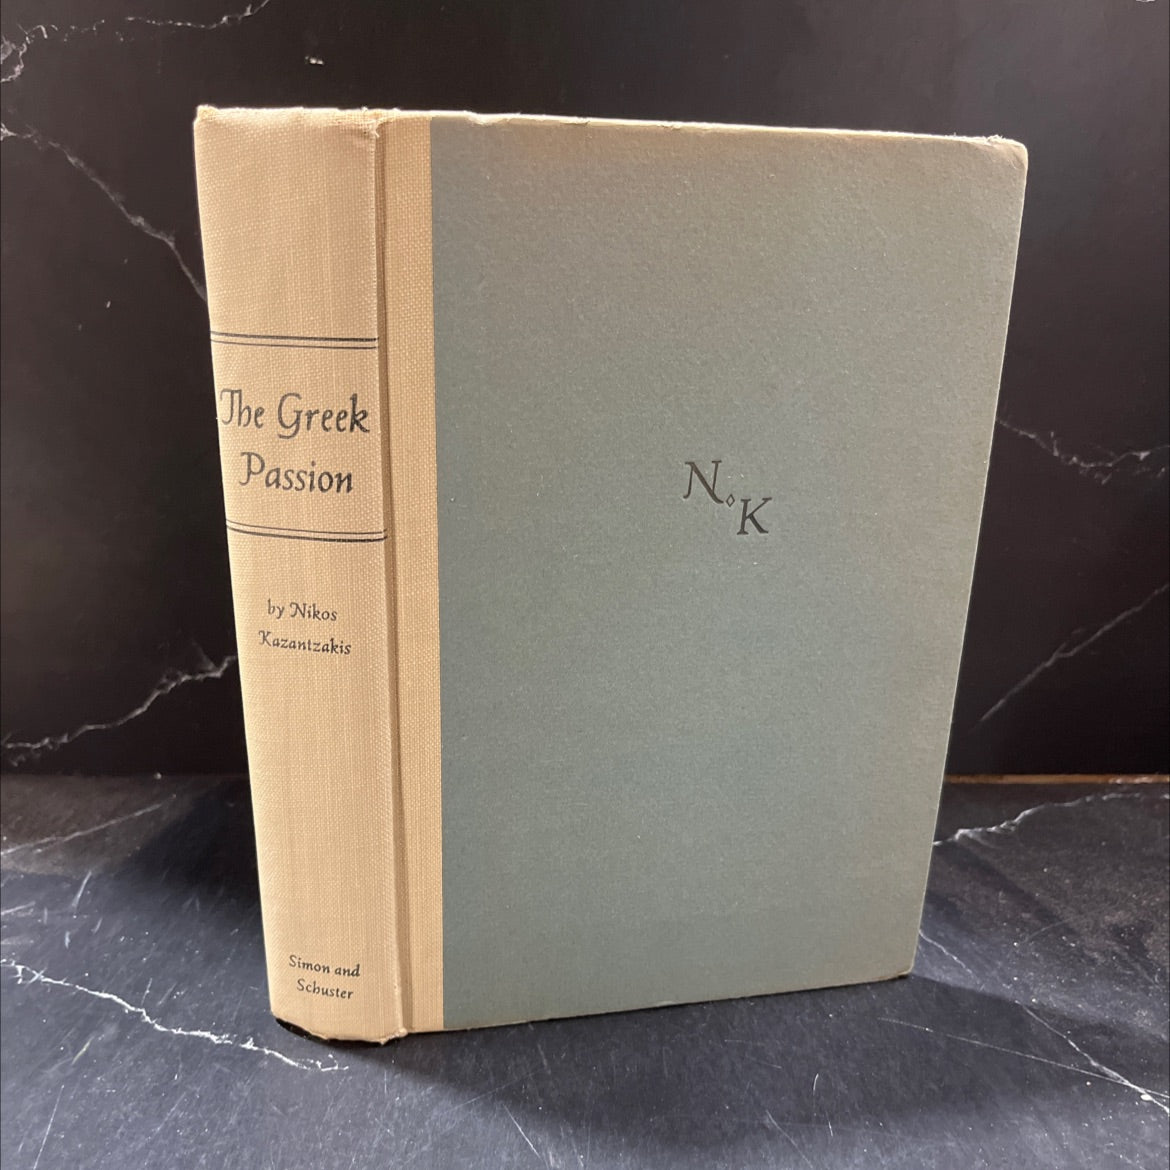 The Greek
Passion
by Nikos
Kazantzakis
Simon and
Schuster
N⋄K